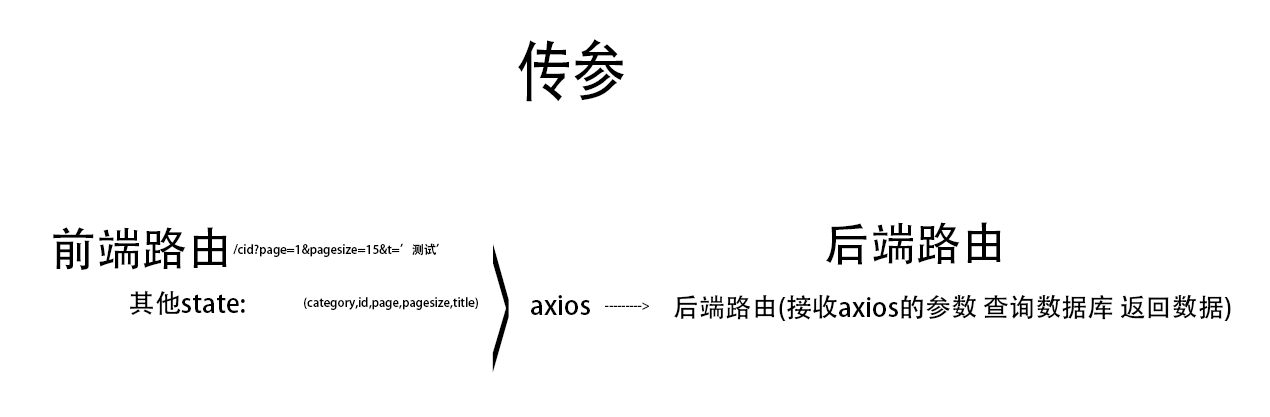 传参
前端路由 /cid?page=1&pagesize=15&t=’测试’
后端路由
其他state: (category,id,page,pagesize,title)
axios ---------> 后端路由(接收axios的参数 查询数据库 返回数据)